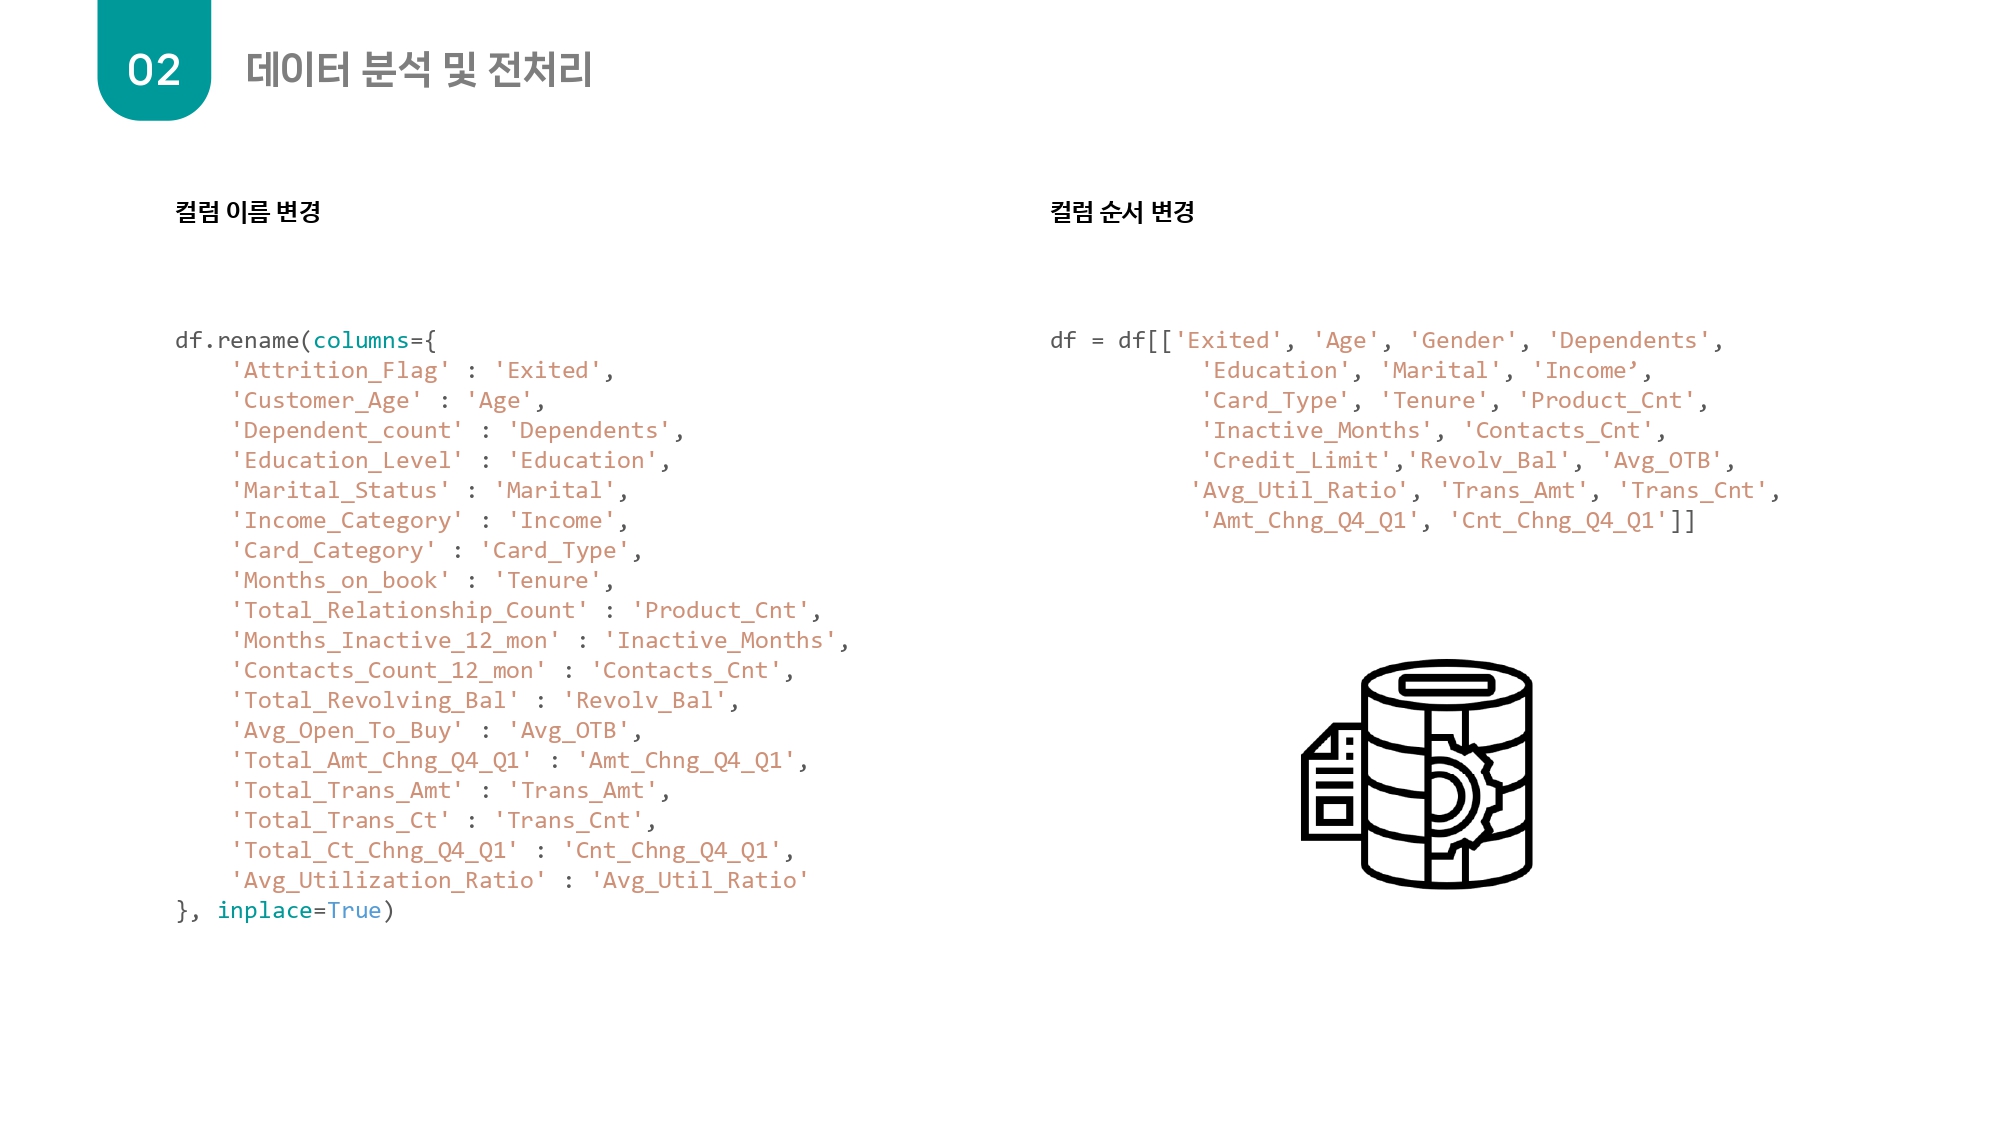 02
데이터 분석 및 전처리
컬럼 이름 변경
df.rename(columns={
    'Attrition_Flag' : 'Exited',
    'Customer_Age' : 'Age',
    'Dependent_count' : 'Dependents',
    'Education_Level' : 'Education',
    'Marital_Status' : 'Marital',
    'Income_Category' : 'Income',
    'Card_Category' : 'Card_Type',
    'Months_on_book' : 'Tenure',
    'Total_Relationship_Count' : 'Product_Cnt',
    'Months_Inactive_12_mon' : 'Inactive_Months',
    'Contacts_Count_12_mon' : 'Contacts_Cnt',
    'Total_Revolving_Bal' : 'Revolv_Bal',
    'Avg_Open_To_Buy' : 'Avg_OTB',
    'Total_Amt_Chng_Q4_Q1' : 'Amt_Chng_Q4_Q1',
    'Total_Trans_Amt' : 'Trans_Amt',
    'Total_Trans_Ct' : 'Trans_Cnt',
    'Total_Ct_Chng_Q4_Q1' : 'Cnt_Chng_Q4_Q1',
    'Avg_Utilization_Ratio' : 'Avg_Util_Ratio'
}, inplace=True)
컬럼 순서 변경
df = df[['Exited', 'Age', 'Gender', 'Dependents',
           'Education', 'Marital', 'Income’,
           'Card_Type', 'Tenure', 'Product_Cnt',
           'Inactive_Months', 'Contacts_Cnt',
           'Credit_Limit','Revolv_Bal', 'Avg_OTB',
          'Avg_Util_Ratio', 'Trans_Amt', 'Trans_Cnt',
           'Amt_Chng_Q4_Q1', 'Cnt_Chng_Q4_Q1']]